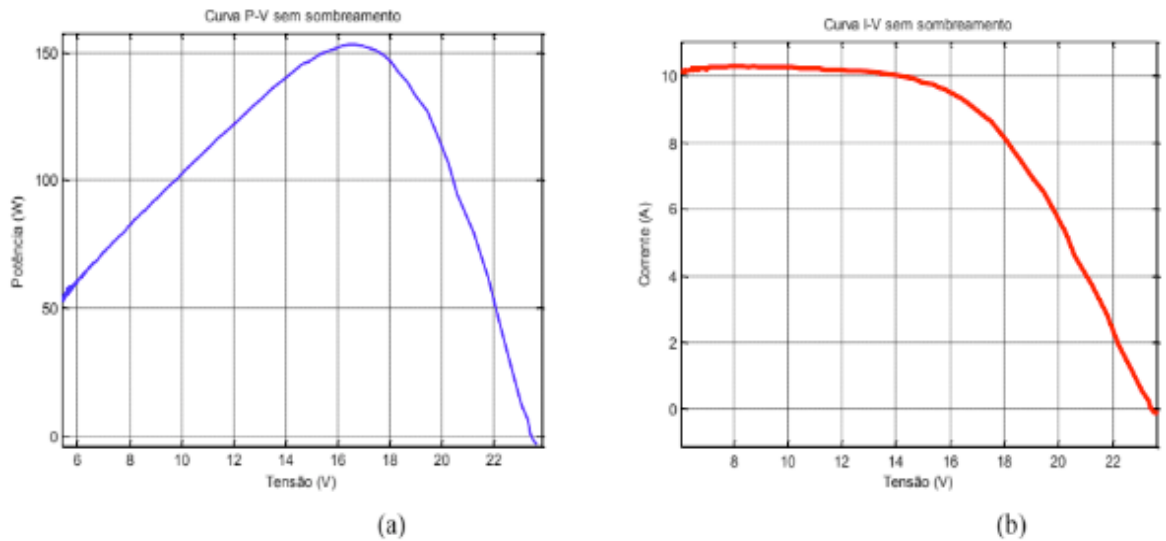 Curva P-V sem sombreamento
150
100
50
0
Potência (W)
6 8 10 12 14 16 18 20 22
Tensão (V)
(a)
Curva I-V sem sombreamento
10
8
6
4
2
0
Corrente (A)
8 10 12 14 16 18 20 22
Tensão (V)
(b)